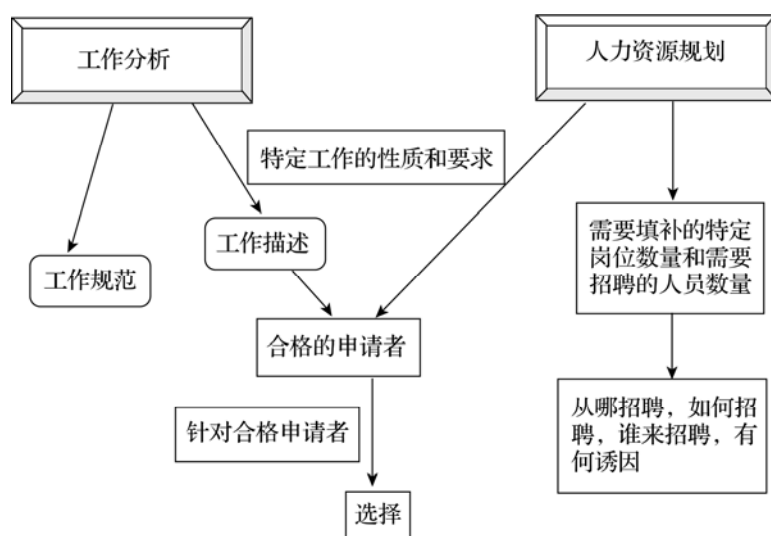 工作分析
人力资源规划
特定工作的性质和要求
工作描述
工作规范
需要填补的特定
岗位数量和需要
招聘的人员数量
合格的申请者
从哪招聘，如何招
聘，谁来招聘，有
何诱因
针对合格申请者
选择